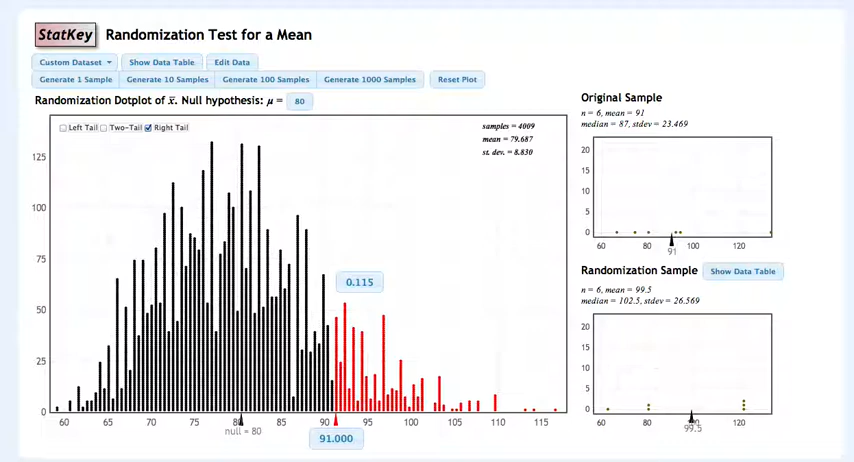 StatKey Randomization Test for a Mean
Custom Dataset Show Data Table Edit Data
Generate 1 Sample Generate 10 Samples Generate 100 Samples Generate 1000 Samples Reset Plot
Randomization Dotplot of x̄. Null hypothesis: μ = 80
Left Tail Two-Tail Right Tail
samples = 4009
mean = 79.687
st. dev. = 8.830
125
100
75
50
25
0
0.115
60 65 70 75 80 85 90 95 100 105 110 115
null = 80
91.000
Original Sample
n = 6, mean = 91
median = 87, stdev = 23.469
20
15
10
5
0
60 80 100 120
91
Randomization Sample Show Data Table
n = 6, mean = 99.5
median = 102.5, stdev = 26.569
20
15
10
5
0
60 80 120
99.5